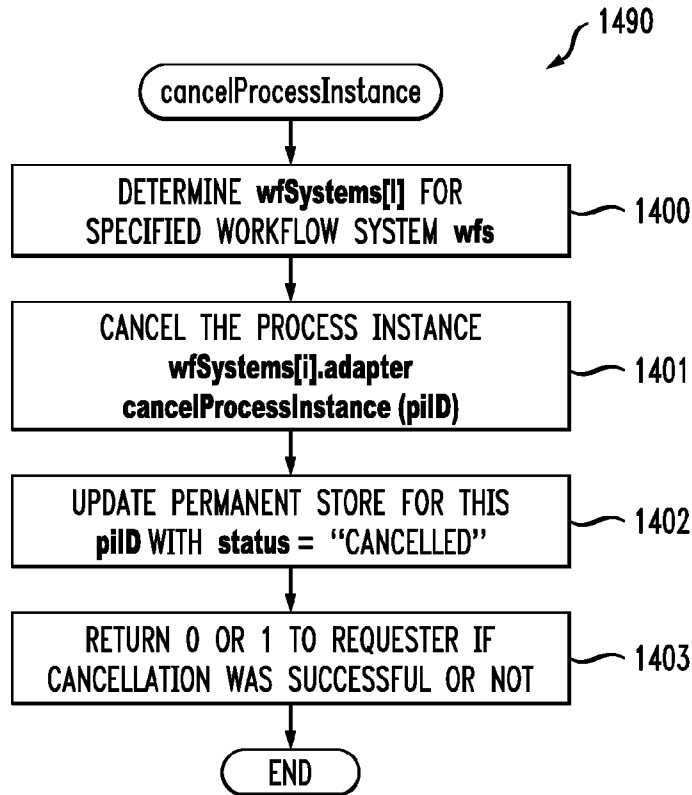 1490
cancelProcessInstance
DETERMINE wfSystems[l] FOR
SPECIFIED WORKFLOW SYSTEM wfs
1400
CANCEL THE PROCESS INSTANCE
wfSystems[i].adapter
cancelProcessInstance (pilD)
1401
UPDATE PERMANENT STORE FOR THIS
pilD WITH status = “CANCELLED”
1402
RETURN 0 OR 1 TO REQUESTER IF
CANCELLATION WAS SUCCESSFUL OR NOT
1403
END